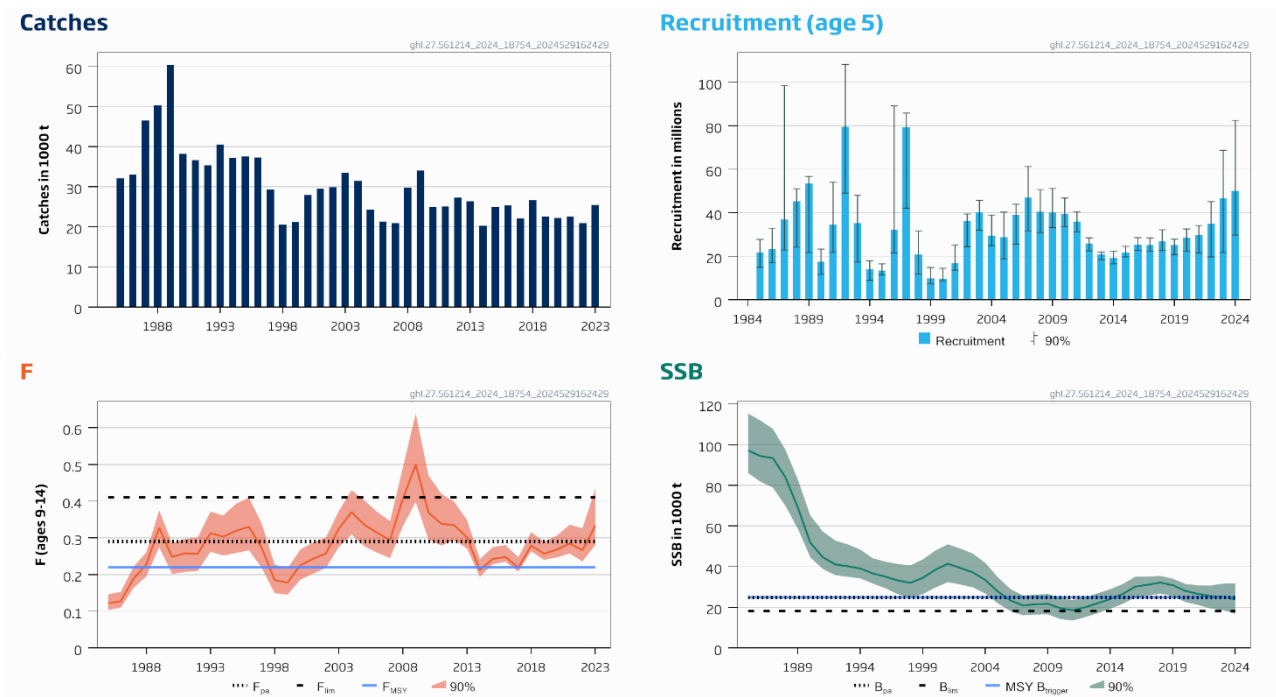 Catches
ghl.27.561214_2024_18754_2024529162429
Catches in 1000 t
60
50
40
30
20
10
0
1988 1993 1998 2003 2008 2013 2018 2023
Recruitment (age 5)
ghl.27.561214_2024_18754_2024529162429
Recruitment in millions
100
80
60
40
20
0
1984 1989 1994 1999 2004 2009 2014 2019 2024
Recruitment 90%
F
ghl.27.561214_2024_18754_2024529162429
F (ages 9-14)
0.6
0.5
0.4
0.3
0.2
0.1
0
1988 1993 1998 2003 2008 2013 2018 2023
Fpa Flim FMSY 90%
SSB
ghl.27.561214_2024_18754_2024529162429
SSB in 1000 t
120
100
80
60
40
20
0
1989 1994 1999 2004 2009 2014 2019 2024
Bpa Blim MSY Btrigger 90%